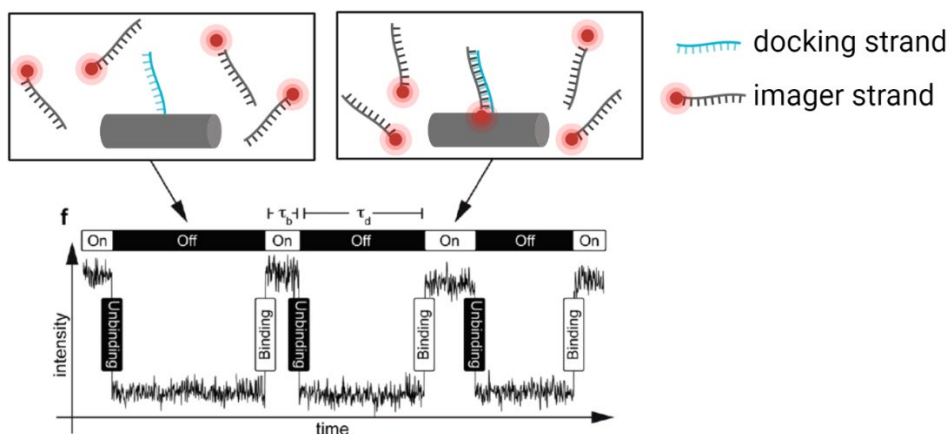 docking strand
imager strand
f
τb
τd
On
Off
On
Off
On
Off
On
Unbinding
Binding
Unbinding
Binding
Unbinding
Binding
intensity
time